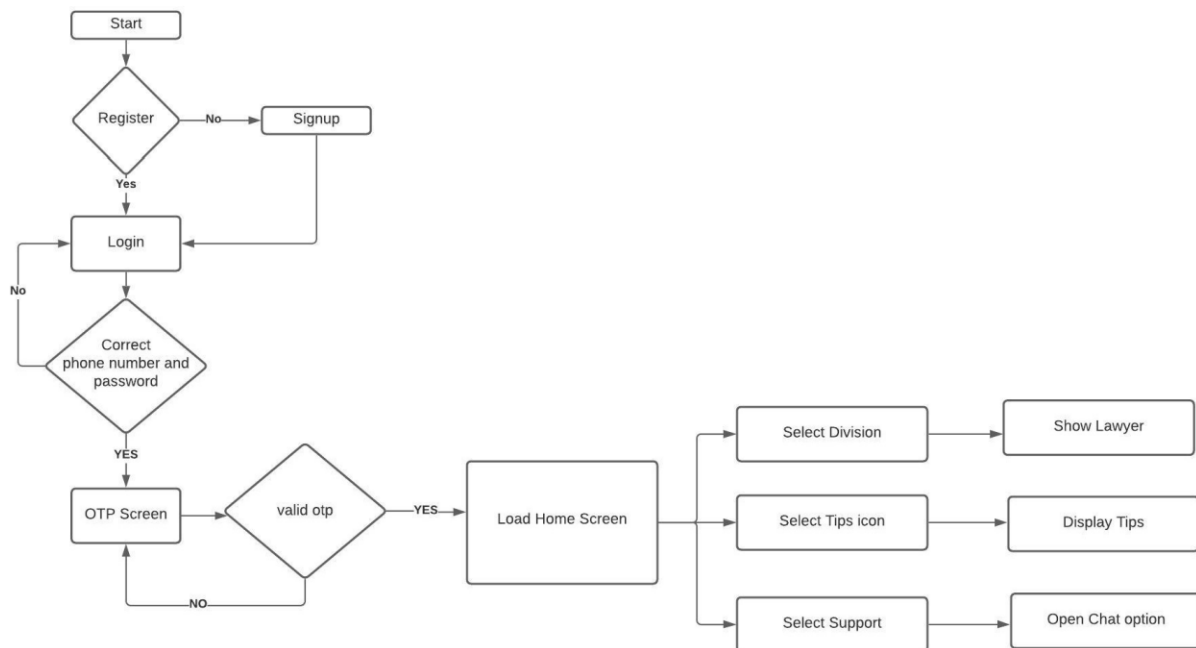 Start
Register
No
Signup
Yes
Login
No
Correct
phone number and
password
YES
OTP Screen
valid otp
NO
YES
Load Home Screen
Select Division
Show Lawyer
Select Tips icon
Display Tips
Select Support
Open Chat option